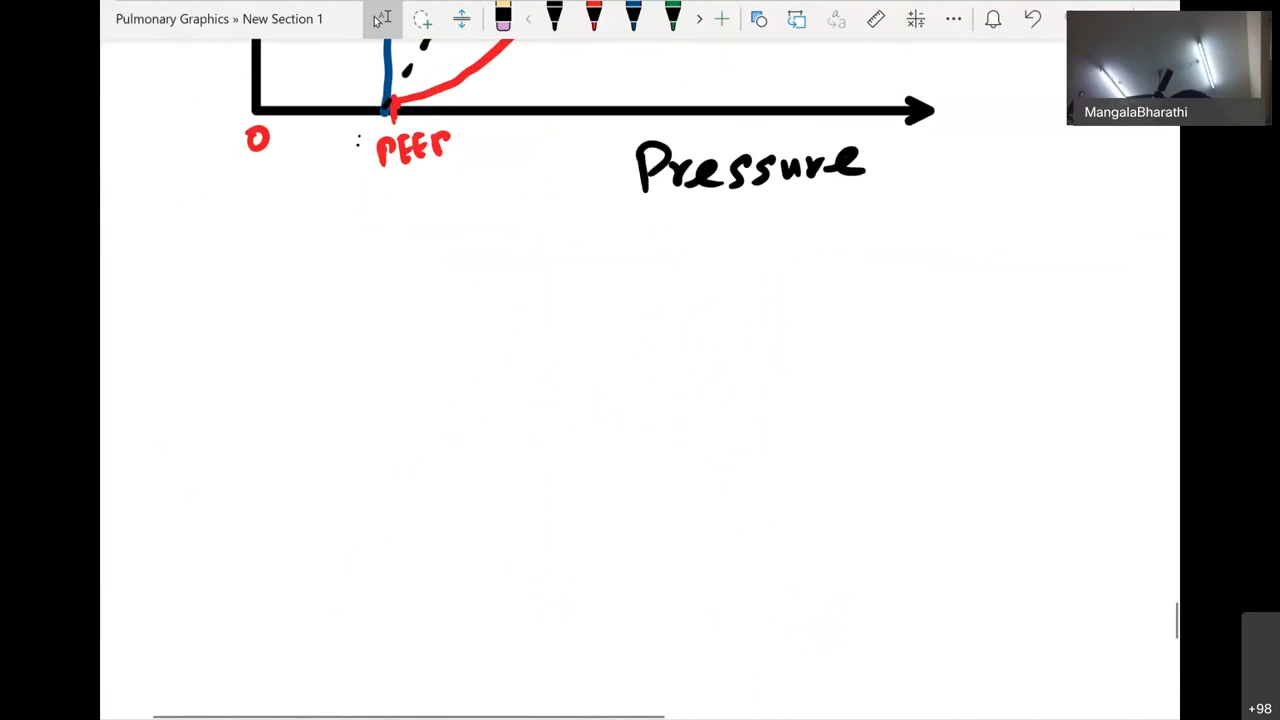 Pulmonary Graphics » New Section 1
MangalaBharathi
0
PEEP
Pressure
+98